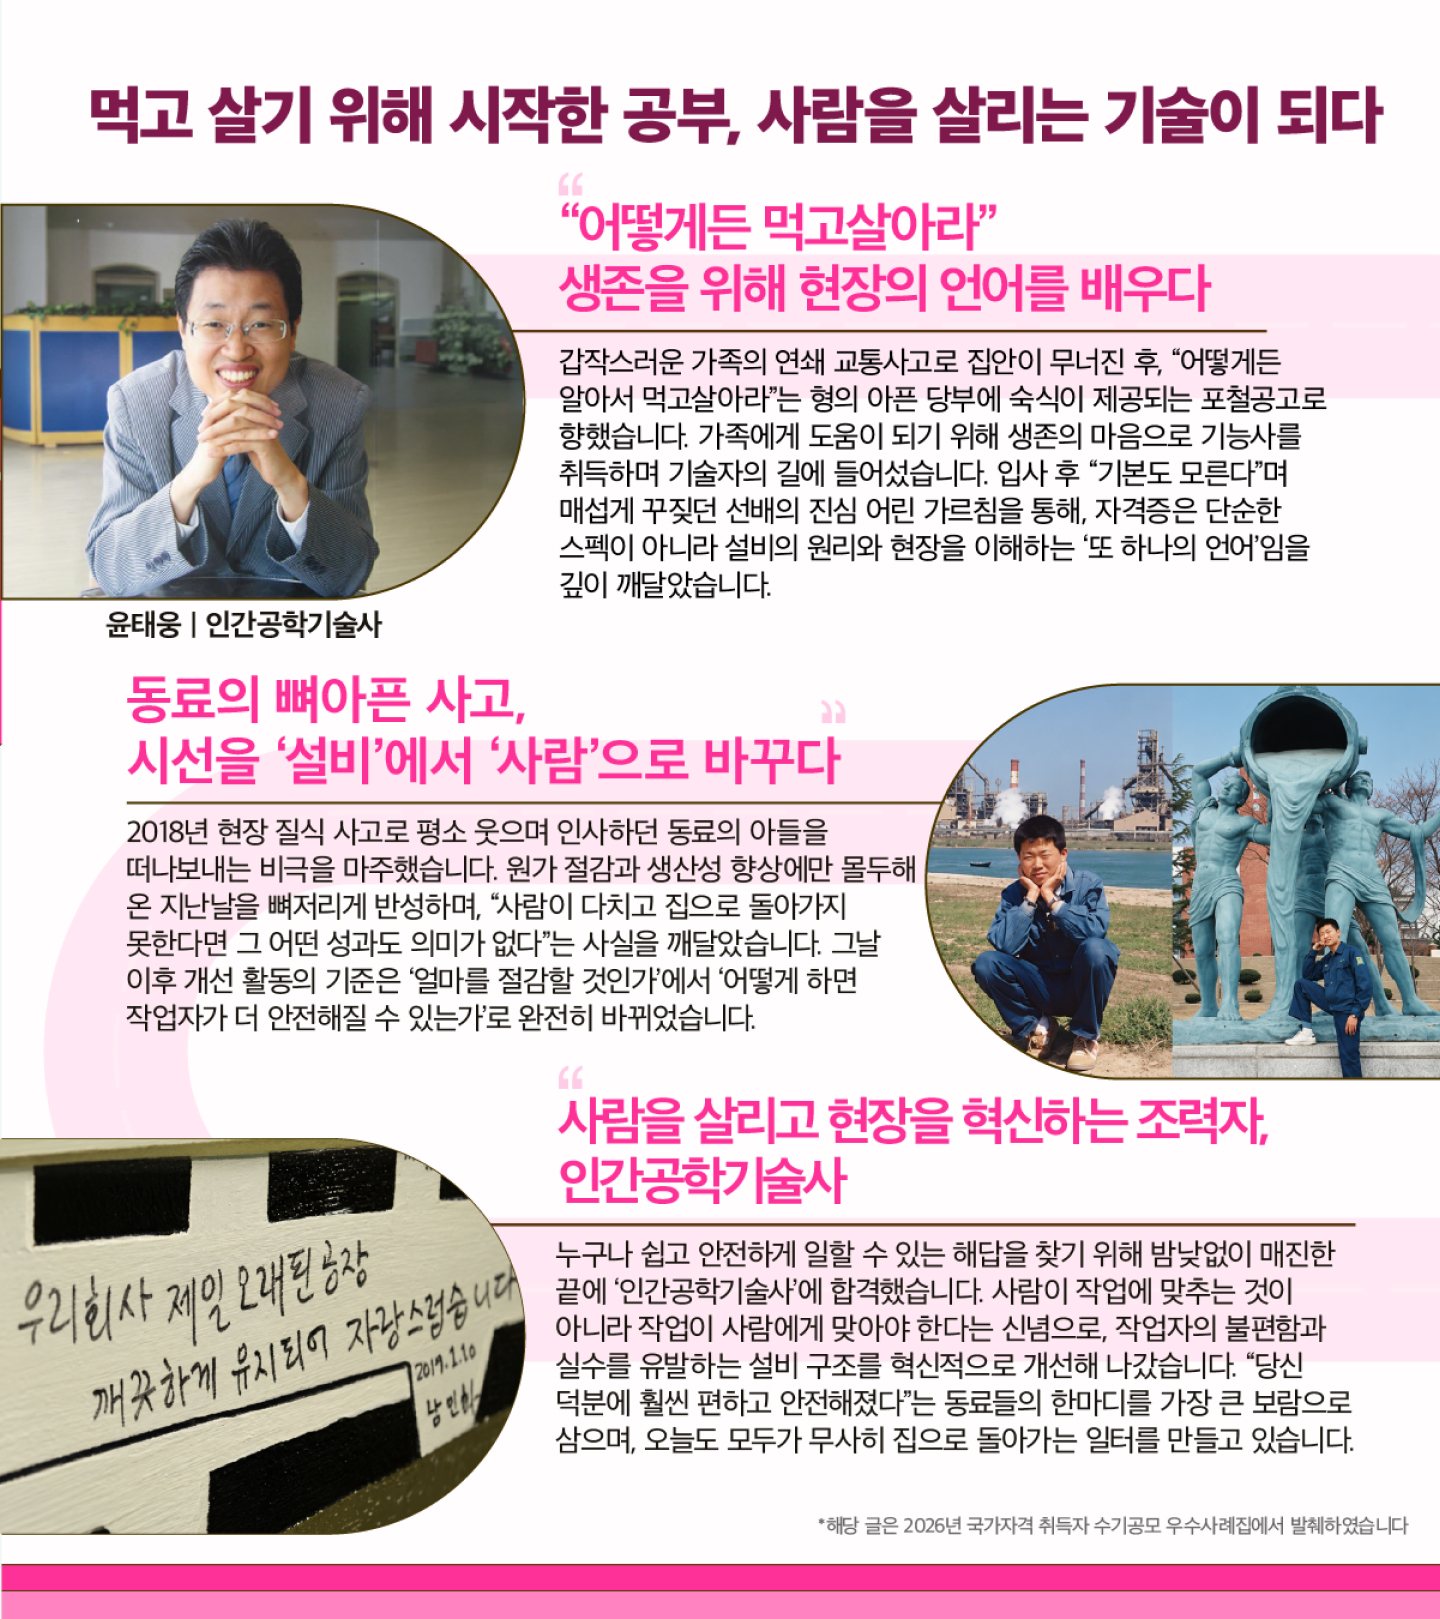 먹고 살기 위해 시작한 공부, 사람을 살리는 기술이 되다
“
“어떻게든 먹고살아라”
생존을 위해 현장의 언어를 배우다
갑작스러운 가족의 연쇄 교통사고로 집안이 무너진 후, “어떻게든
알아서 먹고살아라”는 형의 아픈 당부에 숙식이 제공되는 포철공고로
향했습니다. 가족에게 도움이 되기 위해 생존의 마음으로 기능사를
취득하며 기술자의 길에 들어섰습니다. 입사 후 “기본도 모른다”며
매섭게 꾸짖던 선배의 진심 어린 가르침을 통해, 자격증은 단순한
스펙이 아니라 설비의 원리와 현장을 이해하는 ‘또 하나의 언어’임을
깊이 깨달았습니다.
윤태웅 | 인간공학기술사
동료의 뼈아픈 사고,
시선을 ‘설비’에서 ‘사람’으로 바꾸다
”
2018년 현장 질식 사고로 평소 웃으며 인사하던 동료의 아들을
떠나보내는 비극을 마주했습니다. 원가 절감과 생산성 향상에만 몰두해
온 지난날을 뼈저리게 반성하며, “사람이 다치고 집으로 돌아가지
못한다면 그 어떤 성과도 의미가 없다”는 사실을 깨달았습니다. 그날
이후 개선 활동의 기준은 ‘얼마를 절감할 것인가’에서 ‘어떻게 하면
작업자가 더 안전해질 수 있는가’로 완전히 바뀌었습니다.
“
사람을 살리고 현장을 혁신하는 조력자,
인간공학기술사
누구나 쉽고 안전하게 일할 수 있는 해답을 찾기 위해 밤낮없이 매진한
끝에 ‘인간공학기술사’에 합격했습니다. 사람이 작업에 맞추는 것이
아니라 작업이 사람에게 맞아야 한다는 신념으로, 작업자의 불편함과
실수를 유발하는 설비 구조를 혁신적으로 개선해 나갔습니다. “당신
덕분에 훨씬 편하고 안전해졌다”는 동료들의 한마디를 가장 큰 보람으로
삼으며, 오늘도 모두가 무사히 집으로 돌아가는 일터를 만들고 있습니다.
우리회사 제일 오래된 공장
깨끗하게 유지되어 자랑스럽습니다
2019.1.10
*해당 글은 2026년 국가자격 취득자 수기공모 우수사례집에서 발췌하였습니다